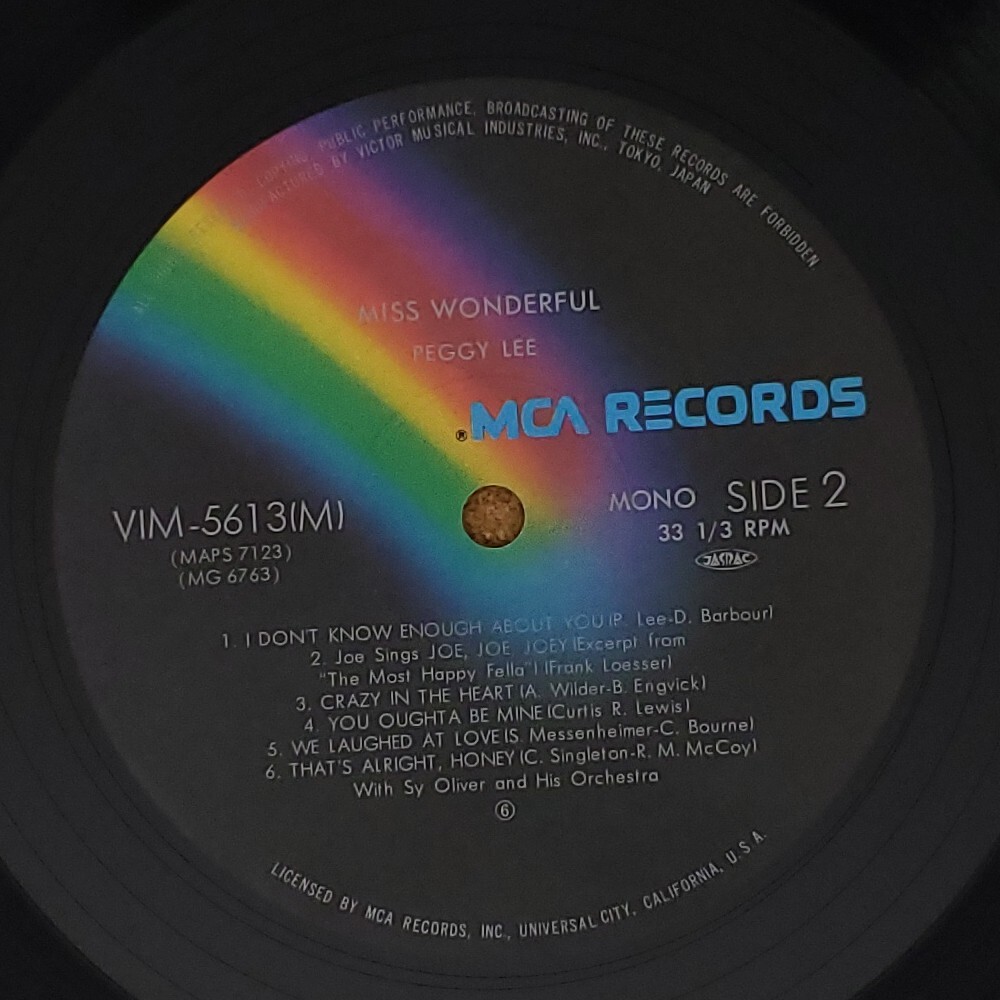 COPYING, PUBLIC PERFORMANCE, BROADCASTING OF THESE RECORDS ARE FORBIDDEN
BY VICTOR MUSICAL INDUSTRIES, INC., TOKYO, JAPAN
MISS WONDERFUL
PEGGY LEE
®MCA RECORDS
VIM-5613(M)
(MAPS 7123)
(MG 6763)
MONO SIDE 2
33 1/3 RPM
JASRAC
1. I DON'T KNOW ENOUGH ABOUT YOU(P. Lee-D. Barbour)
2. Joe Sings JOE, JOE, JOEY(Excerpt from
"The Most Happy Fella")(Frank Loesser)
3. CRAZY IN THE HEART(A. Wilder-B. Engvick)
4. YOU OUGHTA BE MINE(Curtis R. Lewis)
5. WE LAUGHED AT LOVE(S. Messenheimer-C. Bourne)
6. THAT'S ALRIGHT, HONEY(C. Singleton-R. M. McCoy)
With Sy Oliver and His Orchestra
⑥
LICENSED BY MCA RECORDS, INC., UNIVERSAL CITY, CALIFORNIA, U.S.A.